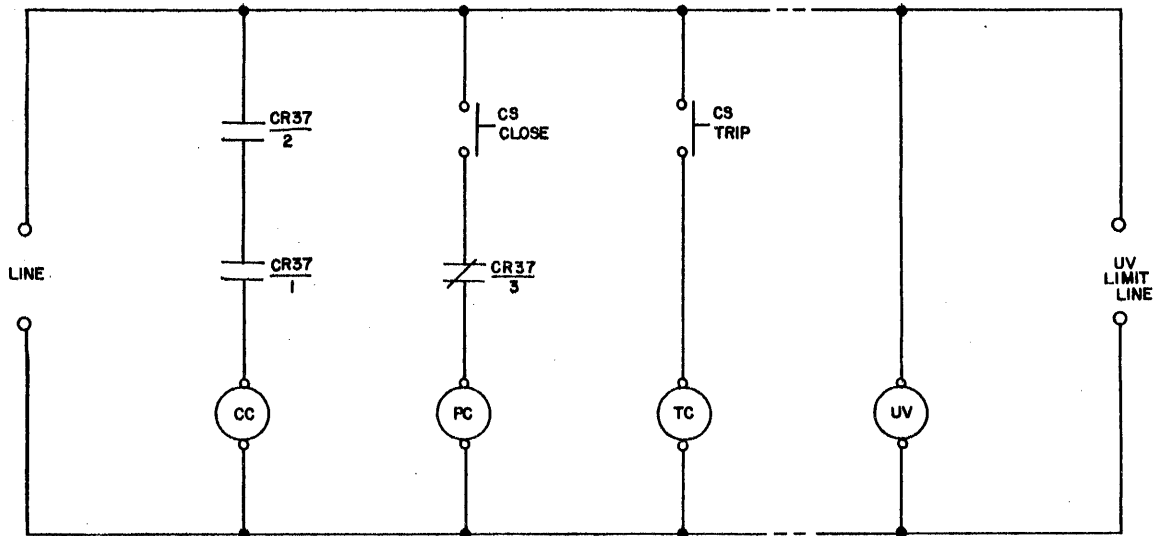 CR37
2
CS
CLOSE
CS
TRIP
LINE
CR37
1
CR37
3
UV
LIMIT
LINE
CC
PC
TC
UV